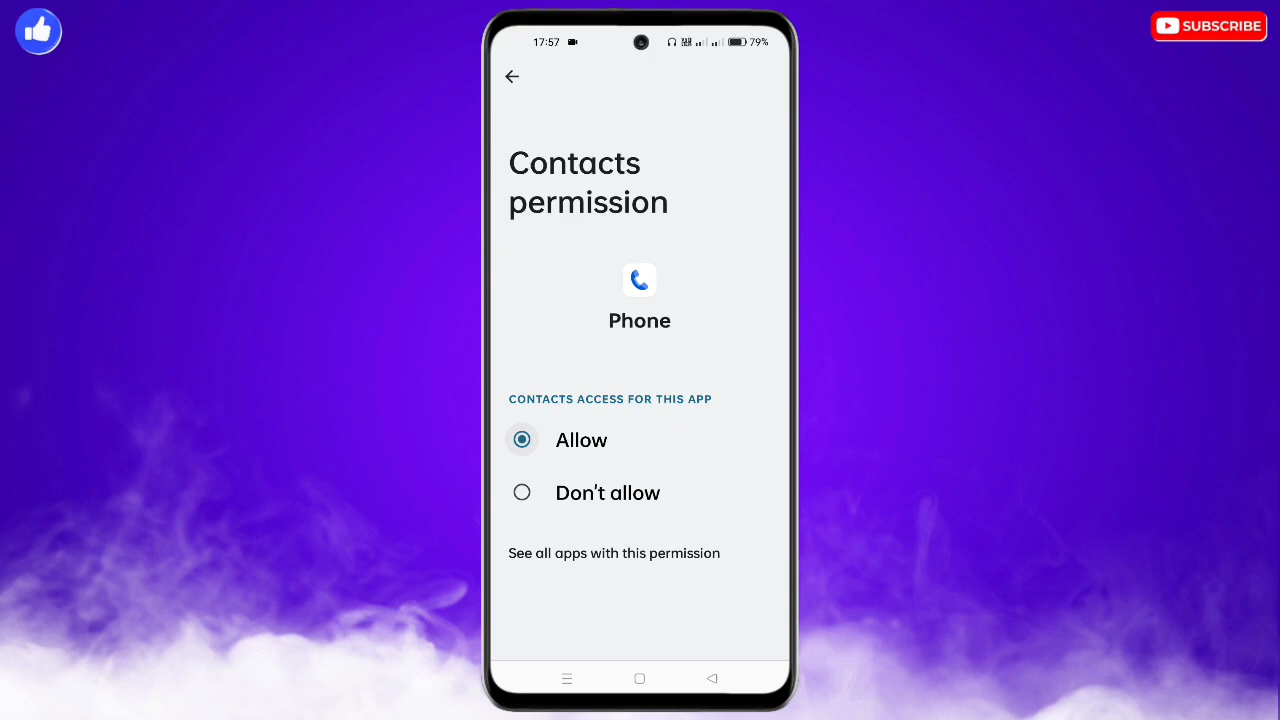 SUBSCRIBE
17:57
79%
Contacts
permission
Phone
CONTACTS ACCESS FOR THIS APP
Allow
Don't allow
See all apps with this permission